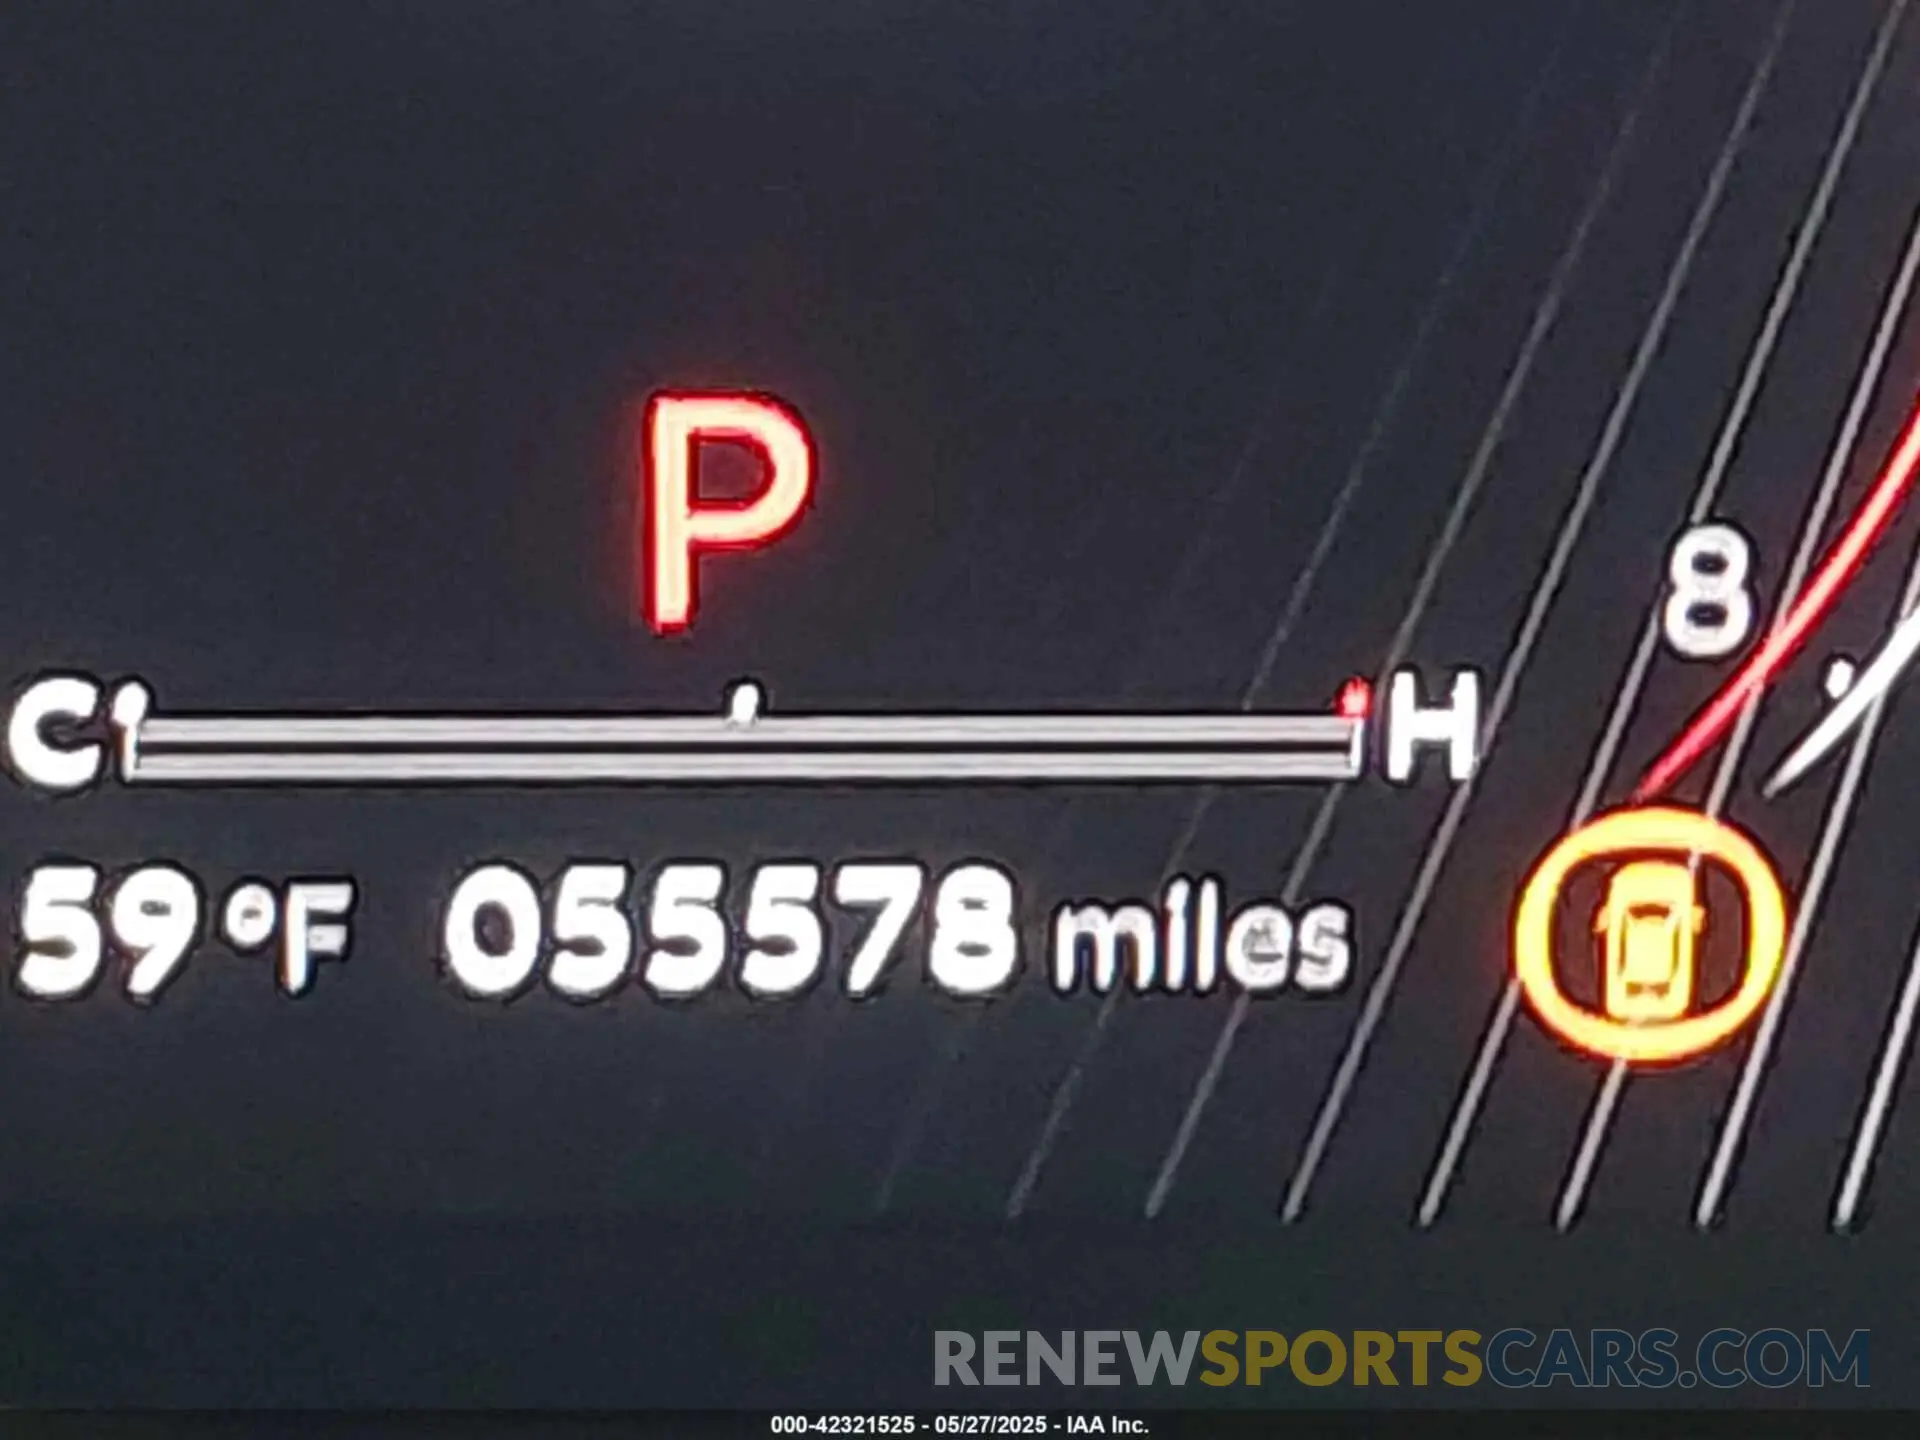 P
8
C H
59 °F 055578 miles
RENEWSPORTSCARS.COM
000-42321525 - 05/27/2025 - IAA Inc.